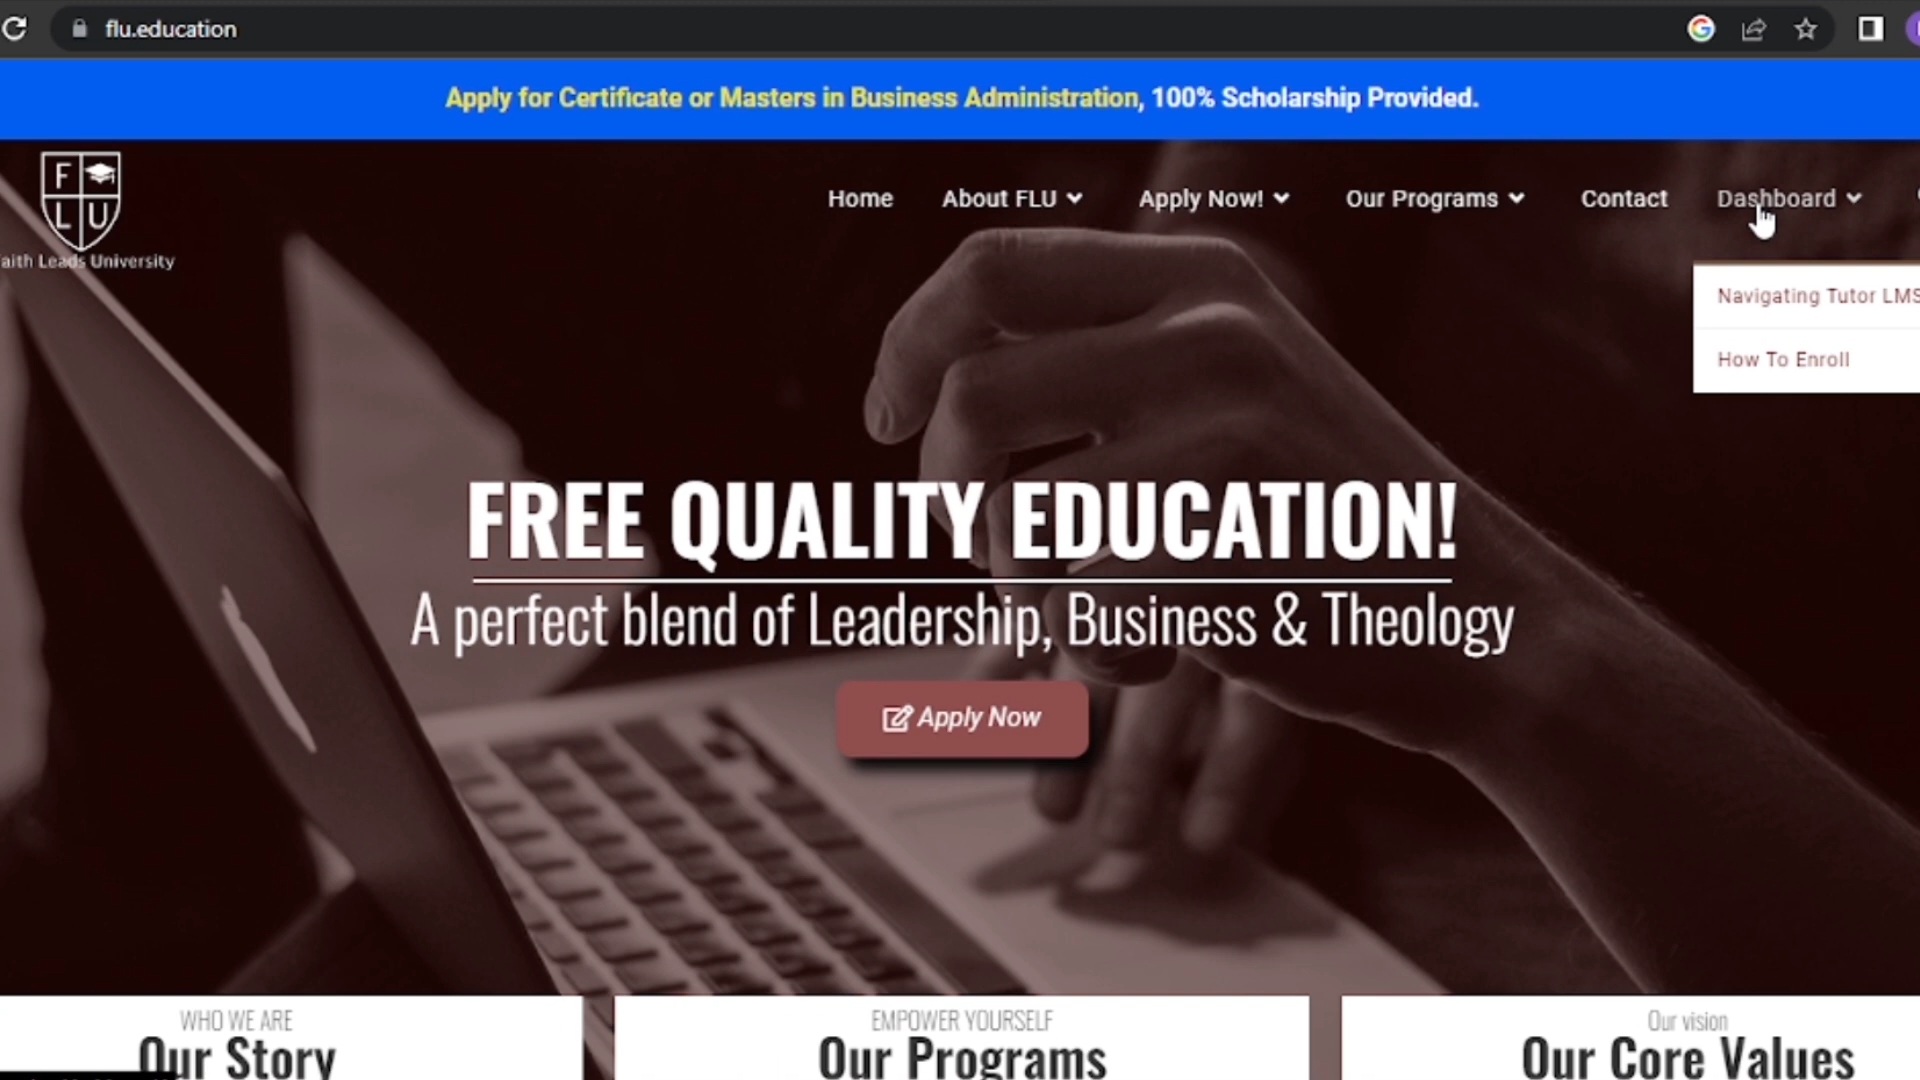 flu.education
Apply for Certificate or Masters in Business Administration, 100% Scholarship Provided.
F
L U
aith Leads University
Home About FLU Apply Now! Our Programs Contact Dashboard
Navigating Tutor LMS
How To Enroll
FREE QUALITY EDUCATION!
A perfect blend of Leadership, Business & Theology
Apply Now
WHO WE ARE
Our Story
EMPOWER YOURSELF
Our Programs
Our vision
Our Core Values